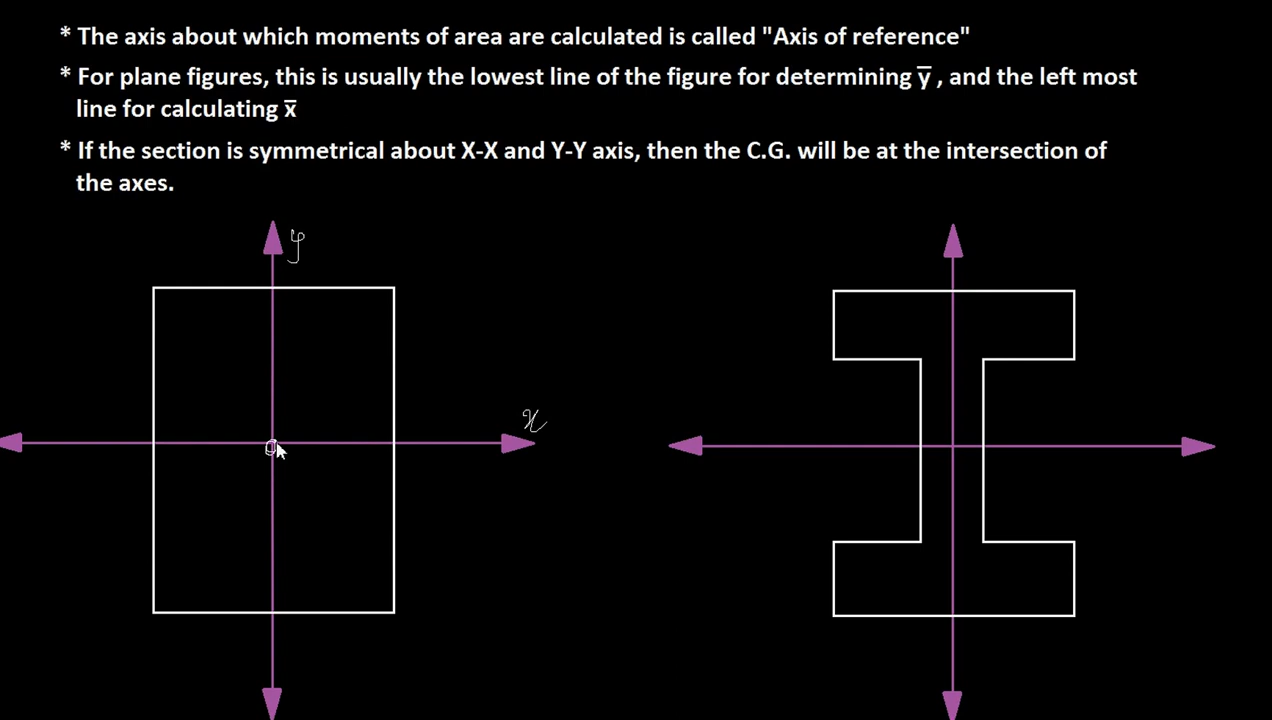 * The axis about which moments of area are calculated is called "Axis of reference"
* For plane figures, this is usually the lowest line of the figure for determining y̅ , and the left most
line for calculating x̅
* If the section is symmetrical about X-X and Y-Y axis, then the C.G. will be at the intersection of
the axes.
y
x